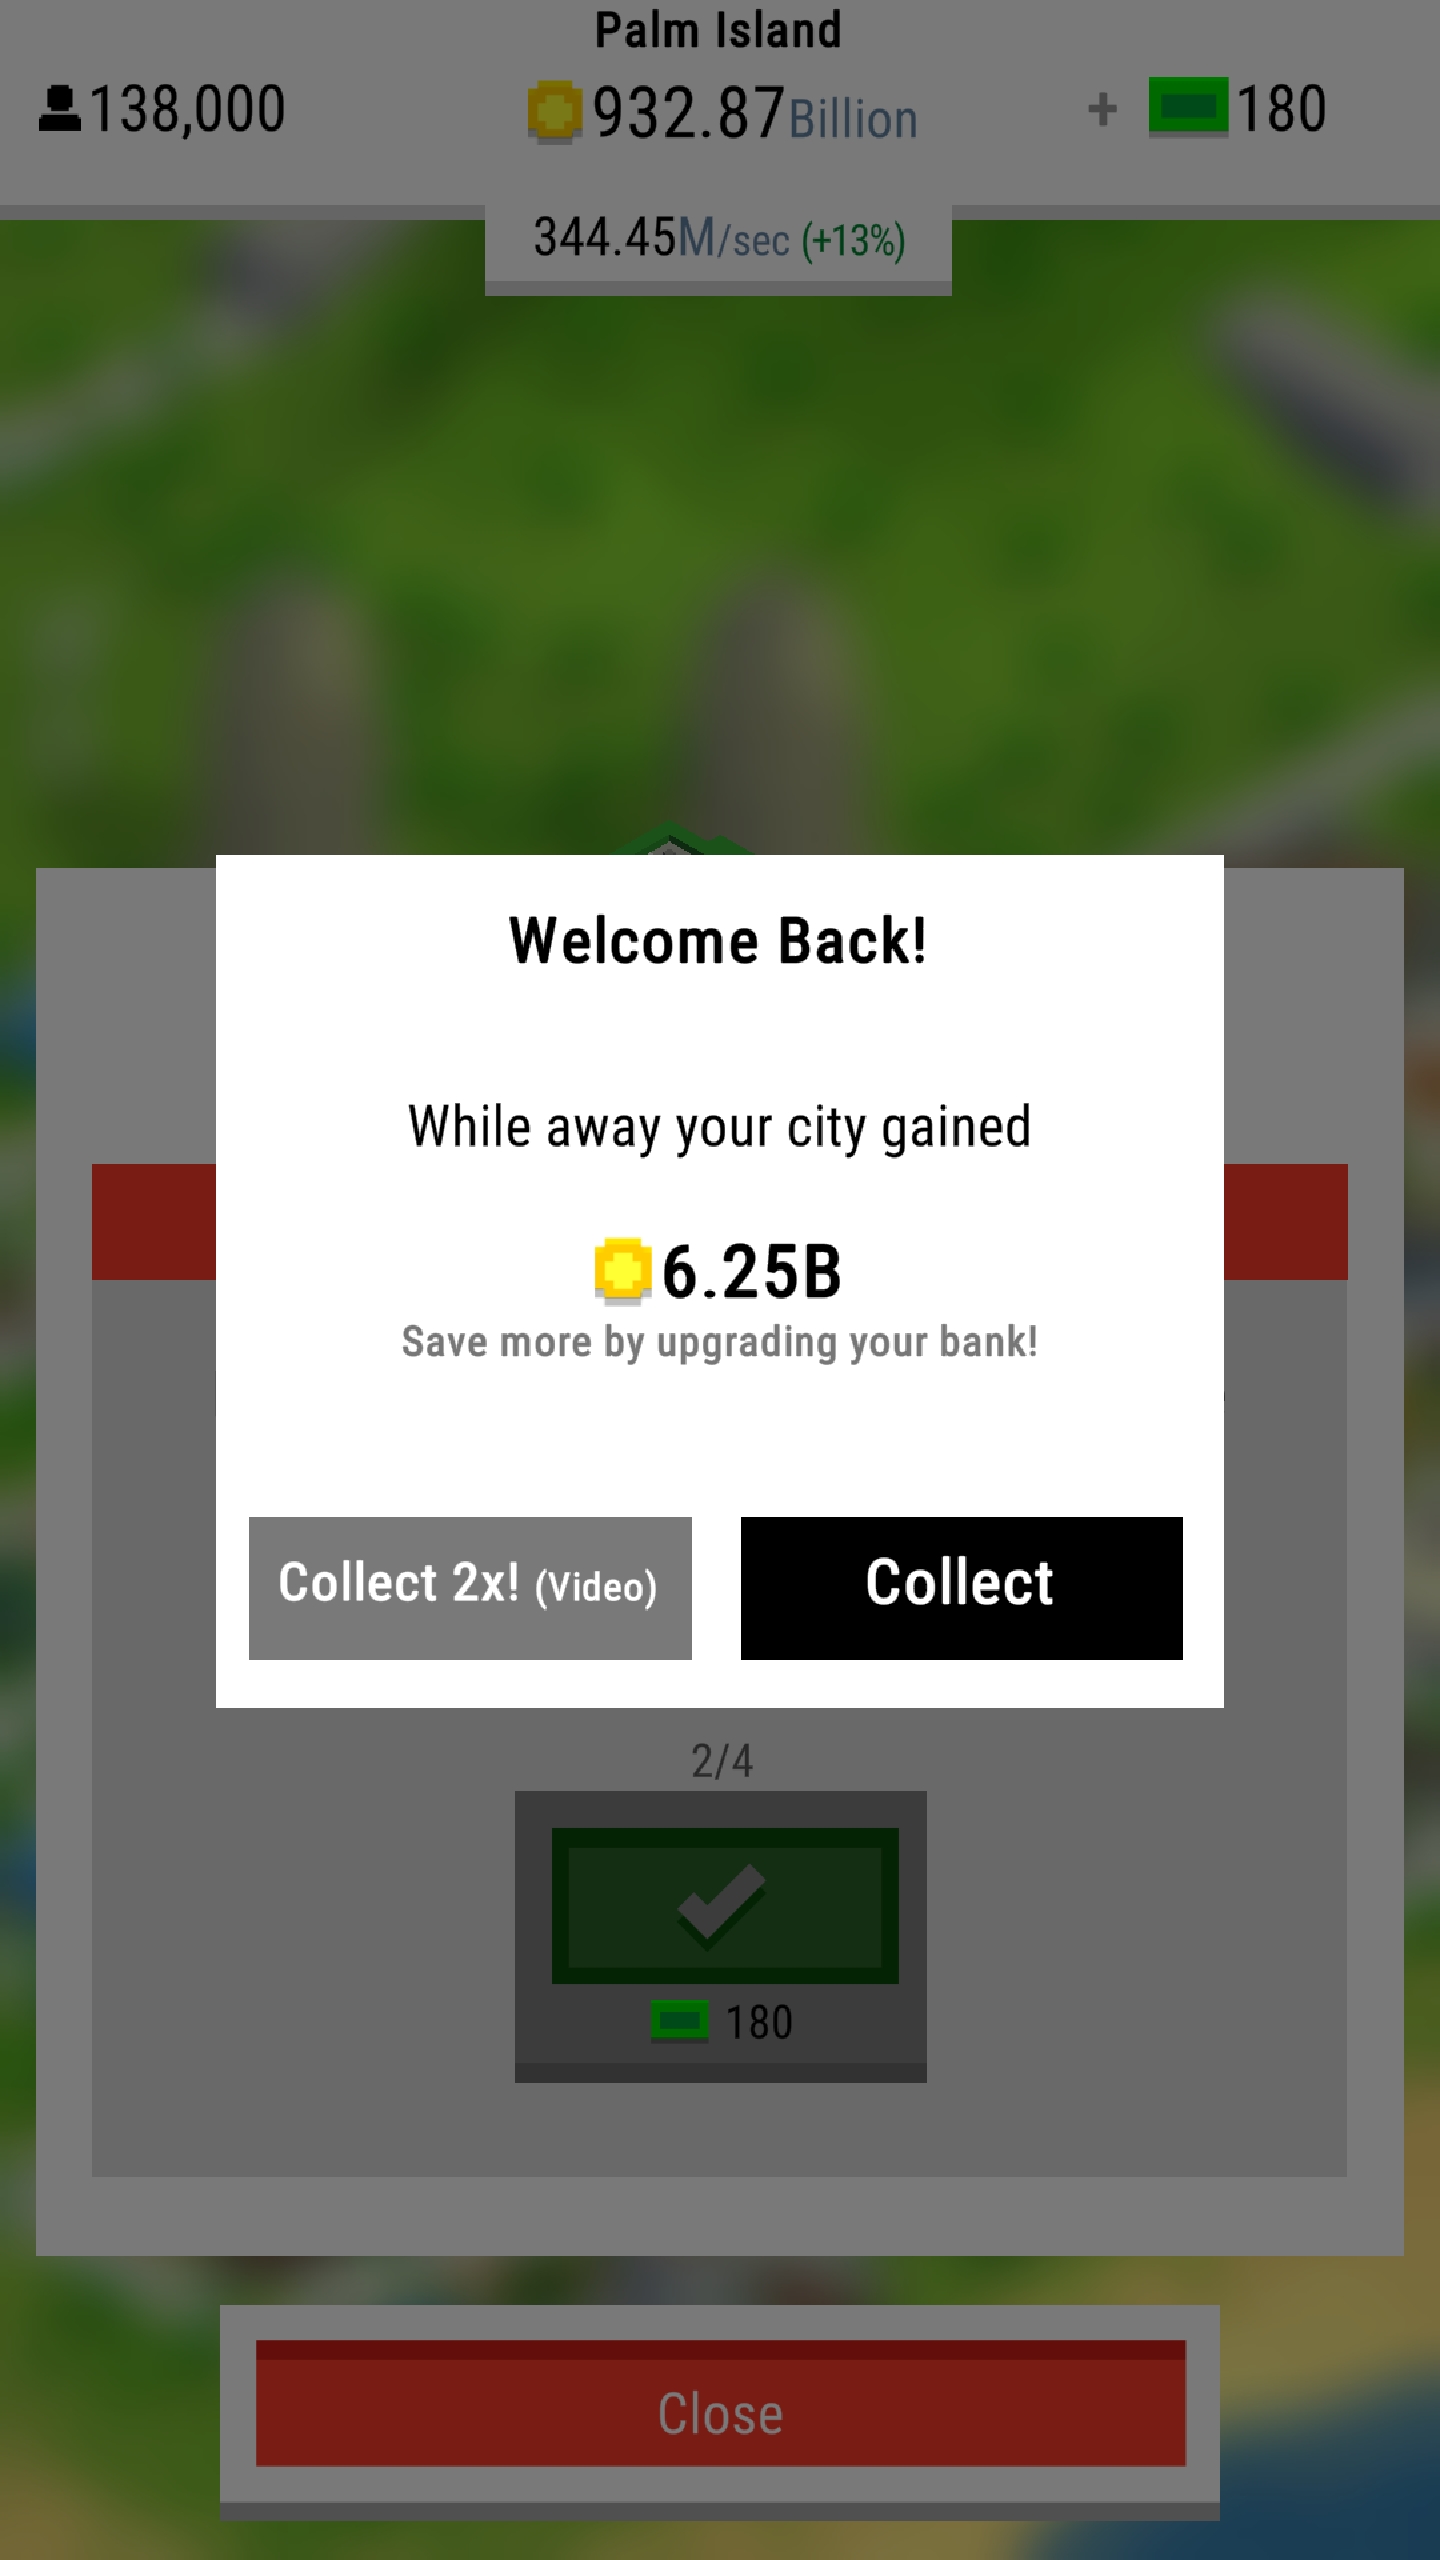 Palm Island
138,000
932.87Billion
+ 180
344.45M/sec (+13%)
Welcome Back!
While away your city gained
6.25B
Save more by upgrading your bank!
Collect 2x! (Video)
Collect
2/4
180
Close